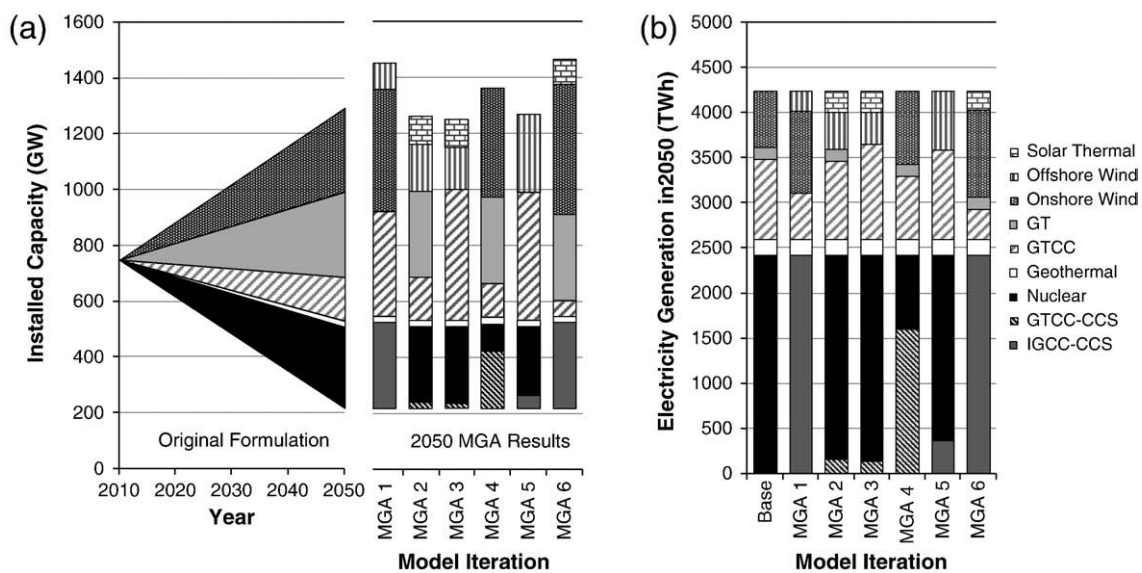 (a)
Installed Capacity (GW)
1600
1400
1200
1000
800
600
400
200
0
Original Formulation
2050 MGA Results
2010 2020 2030 2040 2050
Year
MGA 1
MGA 2
MGA 3
MGA 4
MGA 5
MGA 6
Model Iteration
(b)
Electricity Generation in2050 (TWh)
5000
4500
4000
3500
3000
2500
2000
1500
1000
500
0
Base
MGA 1
MGA 2
MGA 3
MGA 4
MGA 5
MGA 6
Model Iteration
Solar Thermal
Offshore Wind
Onshore Wind
GT
GTCC
Geothermal
Nuclear
GTCC-CCS
IGCC-CCS